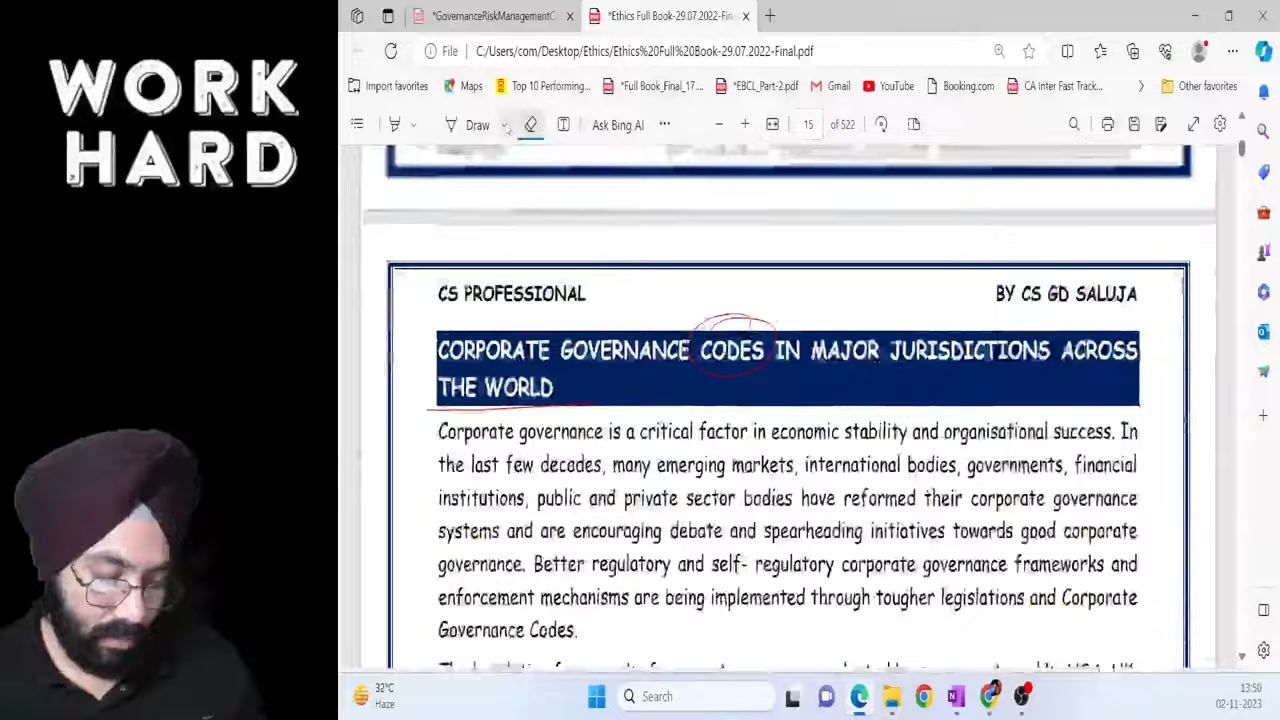 WORK
HARD
*GovernanceRiskManagementC
*Ethics Full Book-29.07.2022-Fin
File
C:/Users/com/Desktop/Ethics/Ethics%20Full%20Book-29.07.2022-Final.pdf
Import favorites
Maps
Top 10 Performing...
*Full Book_Final_17....
*EBCL_Part-2.pdf
Gmail
YouTube
Booking.com
CA Inter Fast Track...
Other favorites
Draw
Ask Bing AI
15 of 522
CS PROFESSIONAL
BY CS GD SALUJA
CORPORATE GOVERNANCE CODES IN MAJOR JURISDICTIONS ACROSS
THE WORLD
Corporate governance is a critical factor in economic stability and organisational success. In
the last few decades, many emerging markets, international bodies, governments, financial
institutions, public and private sector bodies have reformed their corporate governance
systems and are encouraging debate and spearheading initiatives towards good corporate
governance. Better regulatory and self- regulatory corporate governance frameworks and
enforcement mechanisms are being implemented through tougher legislations and Corporate
Governance Codes.
32°C
Haze
Search
13:50
02-11-2023